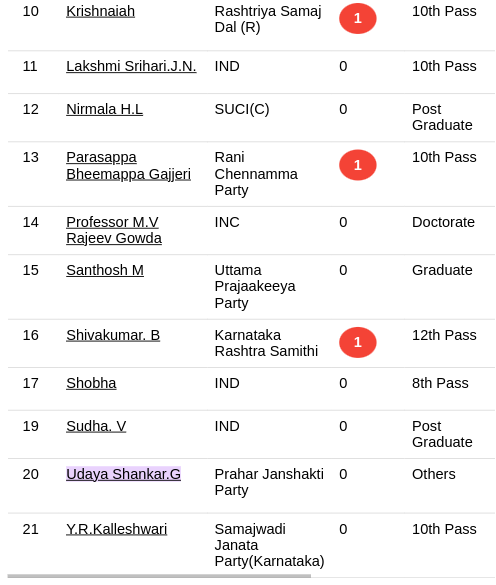 10 Krishnaiah Rashtriya Samaj 1 10th Pass
Dal (R)
11 Lakshmi Srihari.J.N. IND 0 10th Pass
12 Nirmala H.L SUCI(C) 0 Post
Graduate
13 Parasappa Rani 1 10th Pass
Bheemappa Gajjeri Chennamma
Party
14 Professor M.V INC 0 Doctorate
Rajeev Gowda
15 Santhosh M Uttama 0 Graduate
Prajaakeeya
Party
16 Shivakumar. B Karnataka 1 12th Pass
Rashtra Samithi
17 Shobha IND 0 8th Pass
19 Sudha. V IND 0 Post
Graduate
20 Udaya Shankar.G Prahar Janshakti 0 Others
Party
21 Y.R.Kalleshwari Samajwadi 0 10th Pass
Janata
Party(Karnataka)